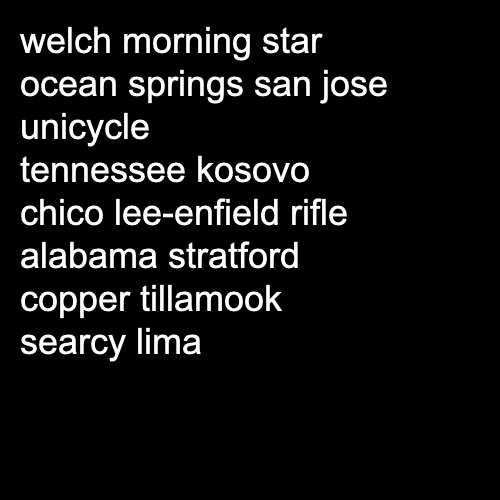 welch morning star
ocean springs san jose
unicycle
tennessee kosovo
chico lee-enfield rifle
alabama stratford
copper tillamook
searcy lima